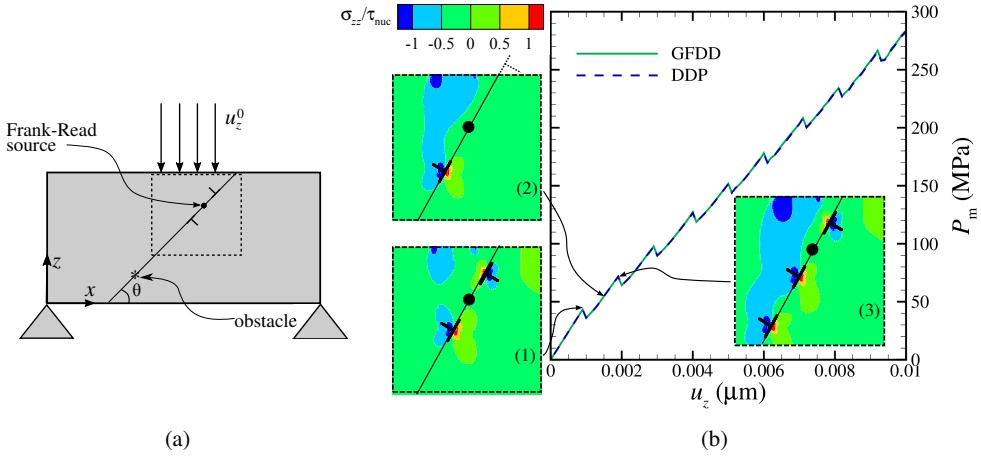 (a)
u_z^0
Frank-Read
source
z
x
θ
*
obstacle
σ_zz/τ_nuc
-1 -0.5 0 0.5 1
(2)
(1)
GFDD
DDP
(3)
300
250
200
150
100
50
0
P_m (MPa)
0 0.002 0.004 0.006 0.008 0.01
u_z (μm)
(a)
(b)